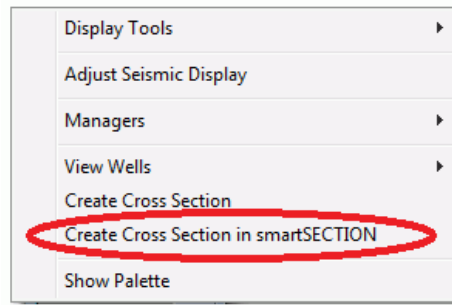 Display Tools
Adjust Seismic Display
Managers
View Wells
Create Cross Section
Create Cross Section in smartSECTION
Show Palette